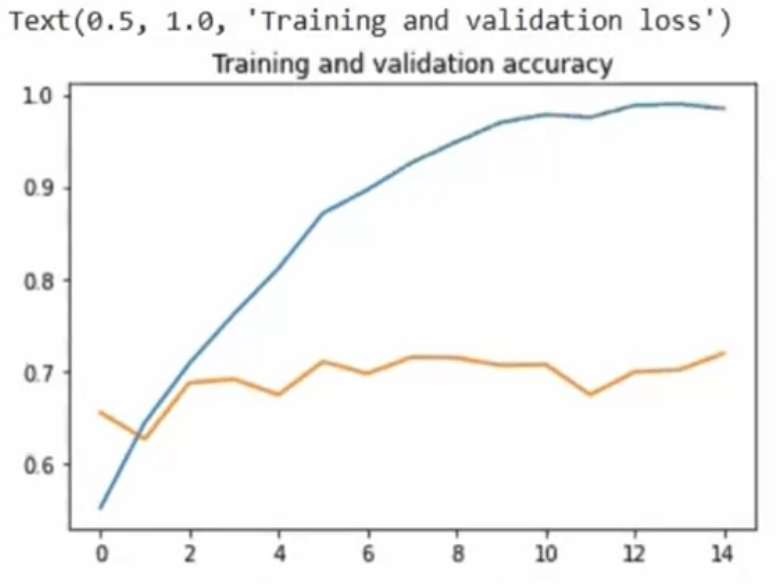 Text(0.5, 1.0, 'Training and validation loss')
Training and validation accuracy
1.0
0.9
0.8
0.7
0.6
0 2 4 6 8 10 12 14